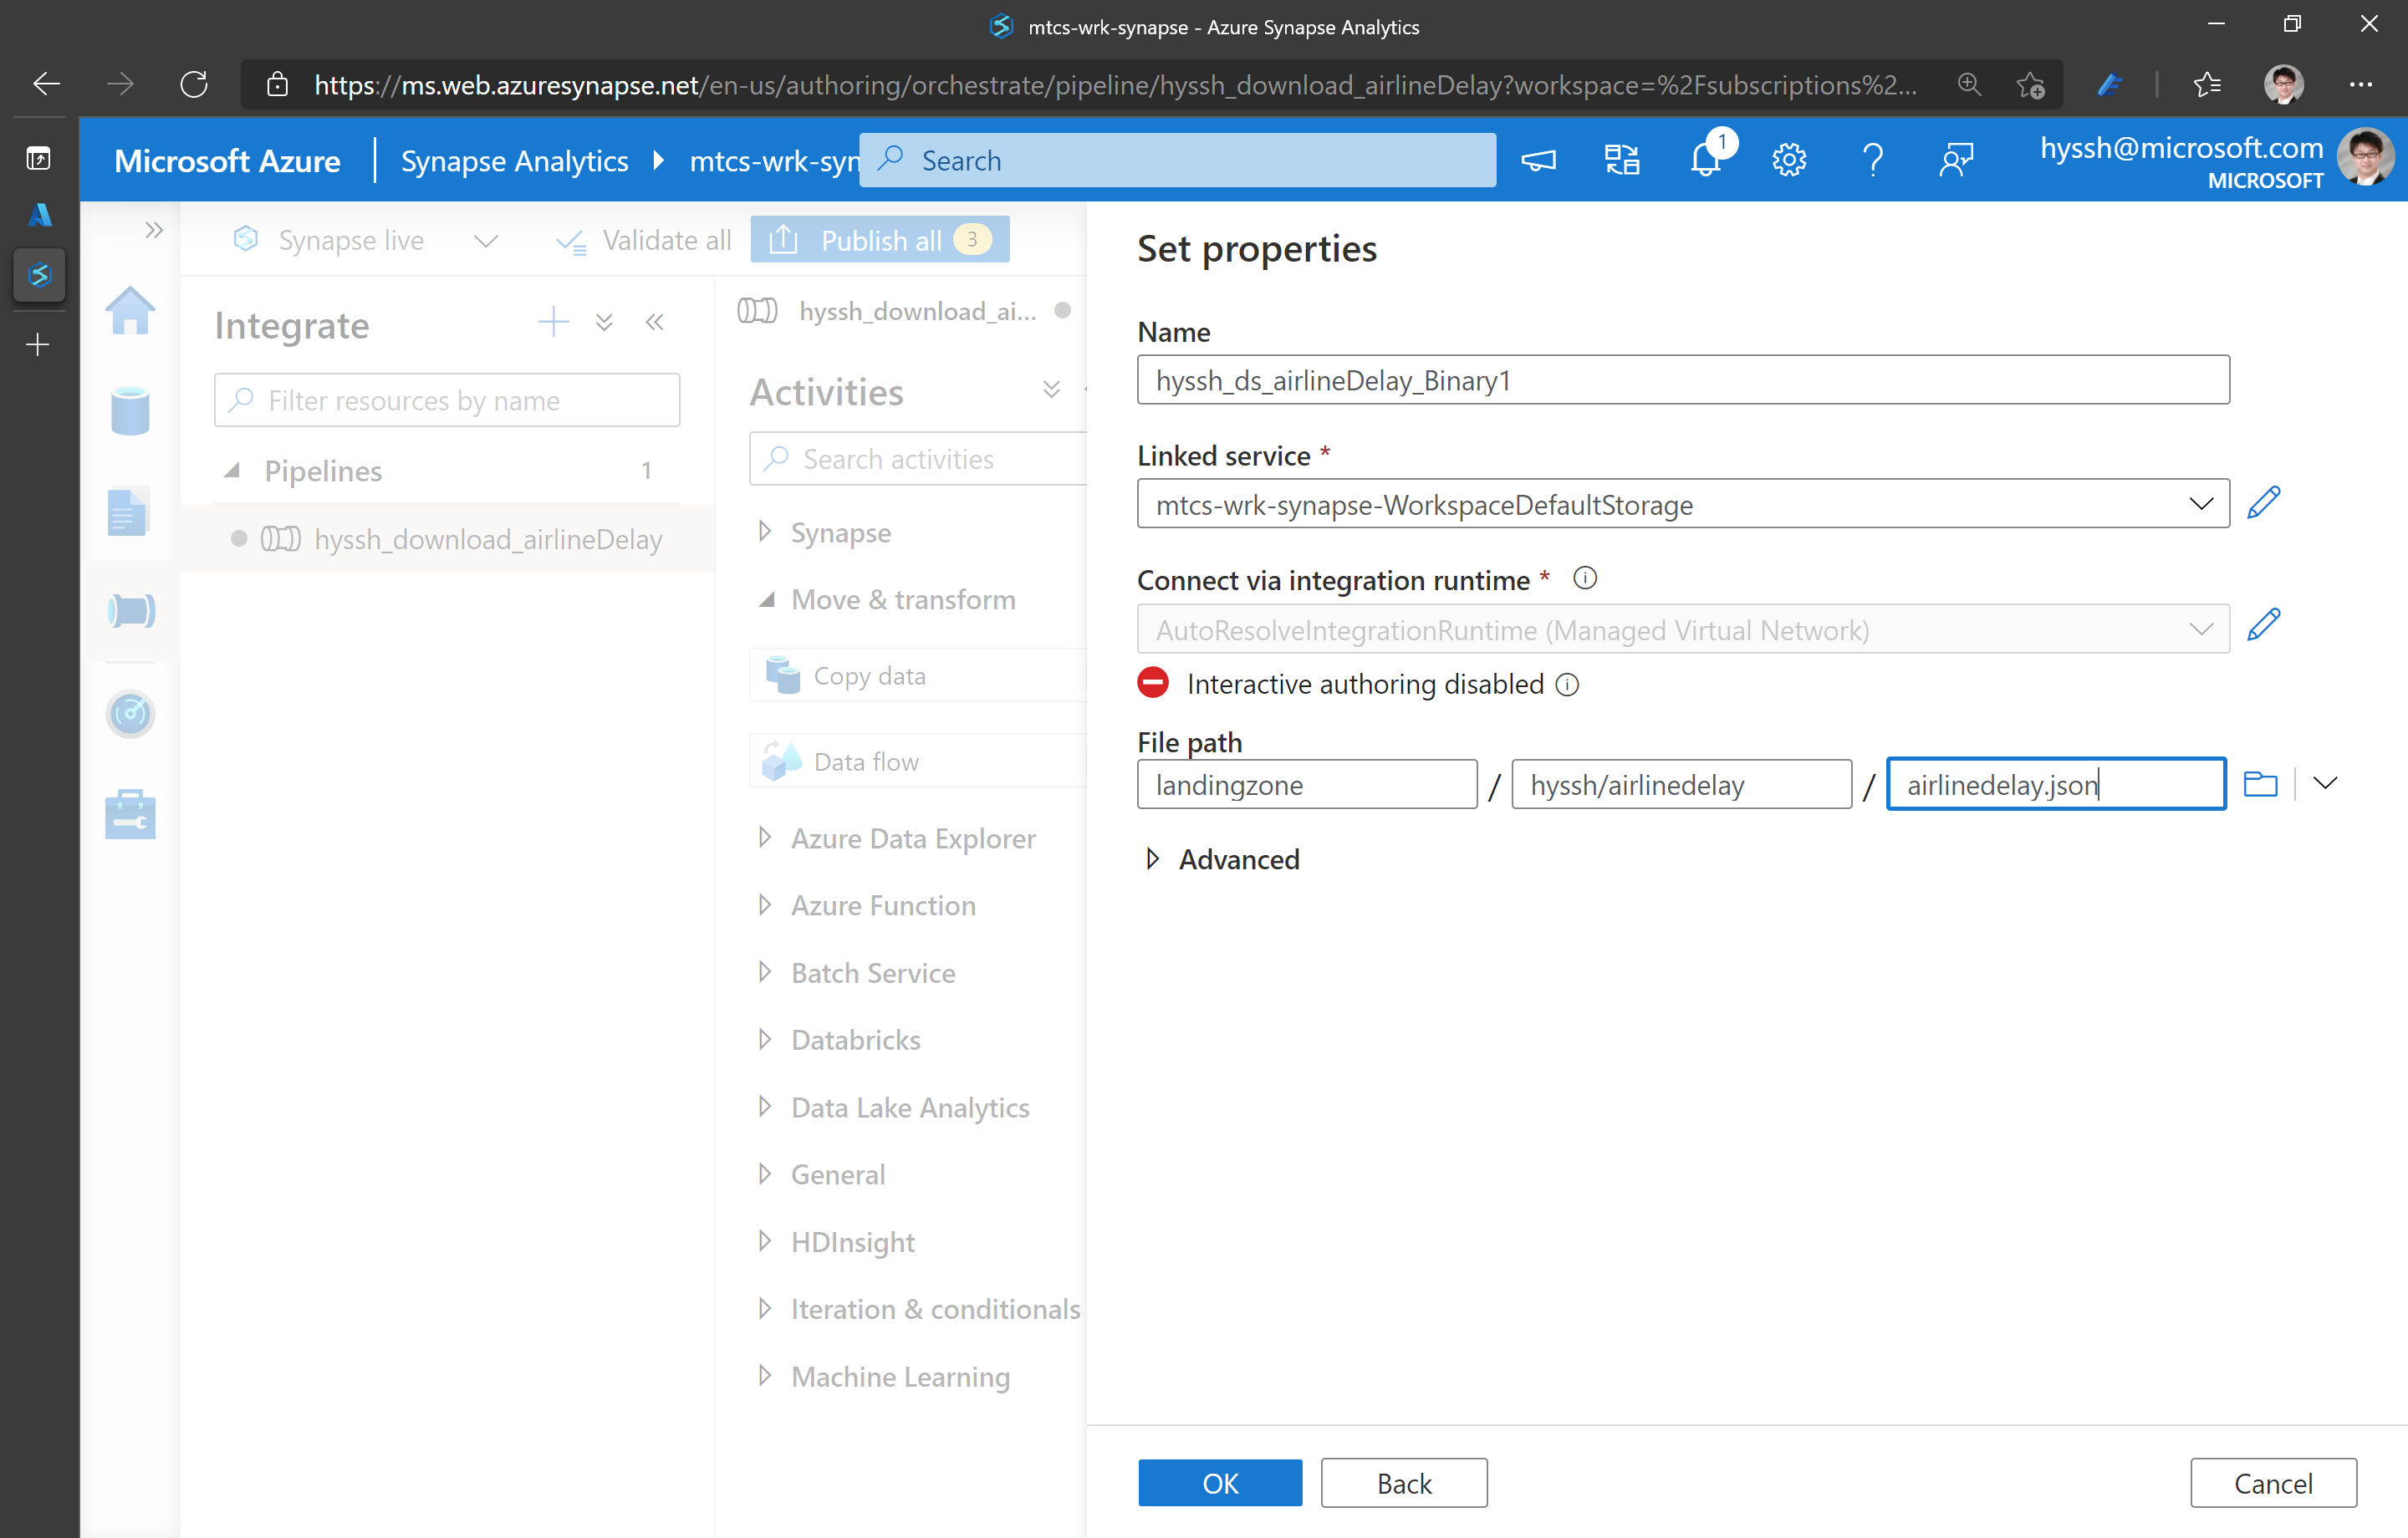 mtcs-wrk-synapse - Azure Synapse Analytics
https://ms.web.azuresynapse.net/en-us/authoring/orchestrate/pipeline/hyssh_download_airlineDelay?workspace=%2Fsubscriptions%2...
Microsoft Azure
Synapse Analytics
mtcs-wrk-syn
Search
1
hyssh@microsoft.com
MICROSOFT
Synapse live
Validate all
Publish all
3
Integrate
Filter resources by name
Pipelines
1
hyssh_download_airlineDelay
hyssh_download_ai...
Activities
Search activities
Synapse
Move & transform
Copy data
Data flow
Azure Data Explorer
Azure Function
Batch Service
Databricks
Data Lake Analytics
General
HDInsight
Iteration & conditionals
Machine Learning
Set properties
Name
hyssh_ds_airlineDelay_Binary1
Linked service *
mtcs-wrk-synapse-WorkspaceDefaultStorage
Connect via integration runtime *
AutoResolveIntegrationRuntime (Managed Virtual Network)
Interactive authoring disabled
File path
landingzone / hyssh/airlinedelay / airlinedelay.json
Advanced
OK
Back
Cancel